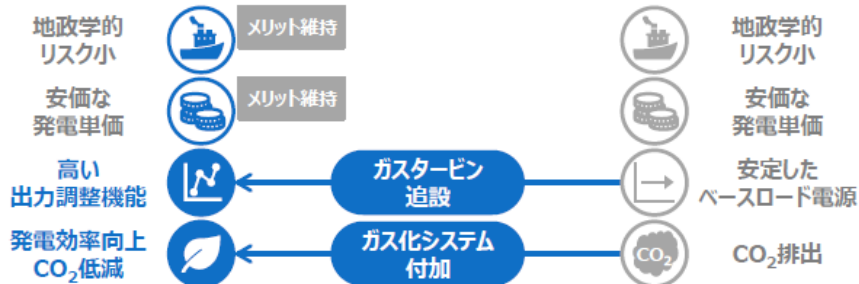 地政学的
リスク小
メリット維持
地政学的
リスク小
安価な
発電単価
メリット維持
安価な
発電単価
高い
出力調整機能
ガスタービン
追設
安定した
ベースロード電源
発電効率向上
CO₂低減
ガス化システム
付加
CO₂
CO₂排出